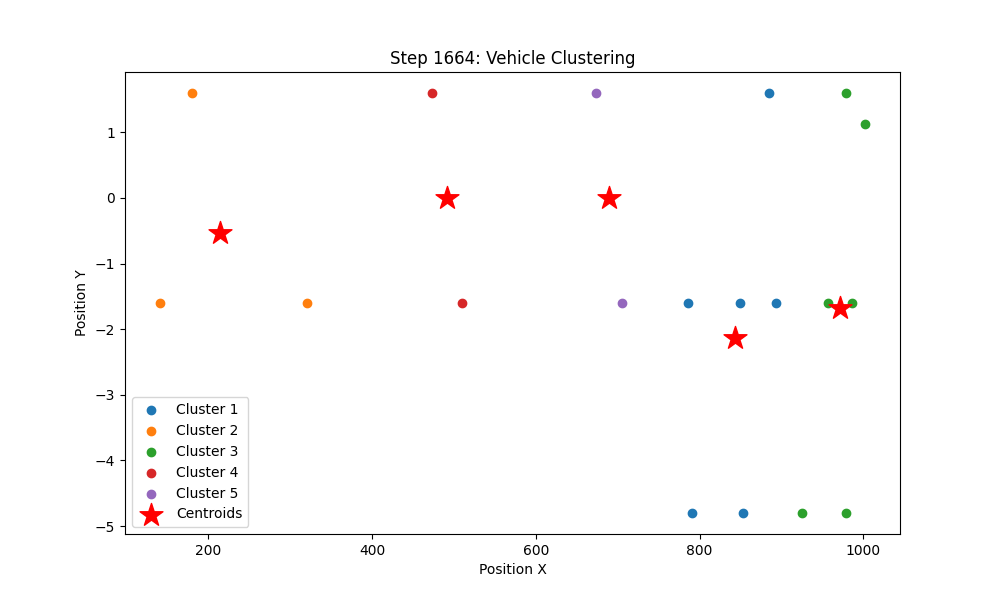 Step 1664: Vehicle Clustering
Position Y
1
0
−1
−2
−3
−4
−5
Cluster 1
Cluster 2
Cluster 3
Cluster 4
Cluster 5
Centroids
200 400 600 800 1000
Position X